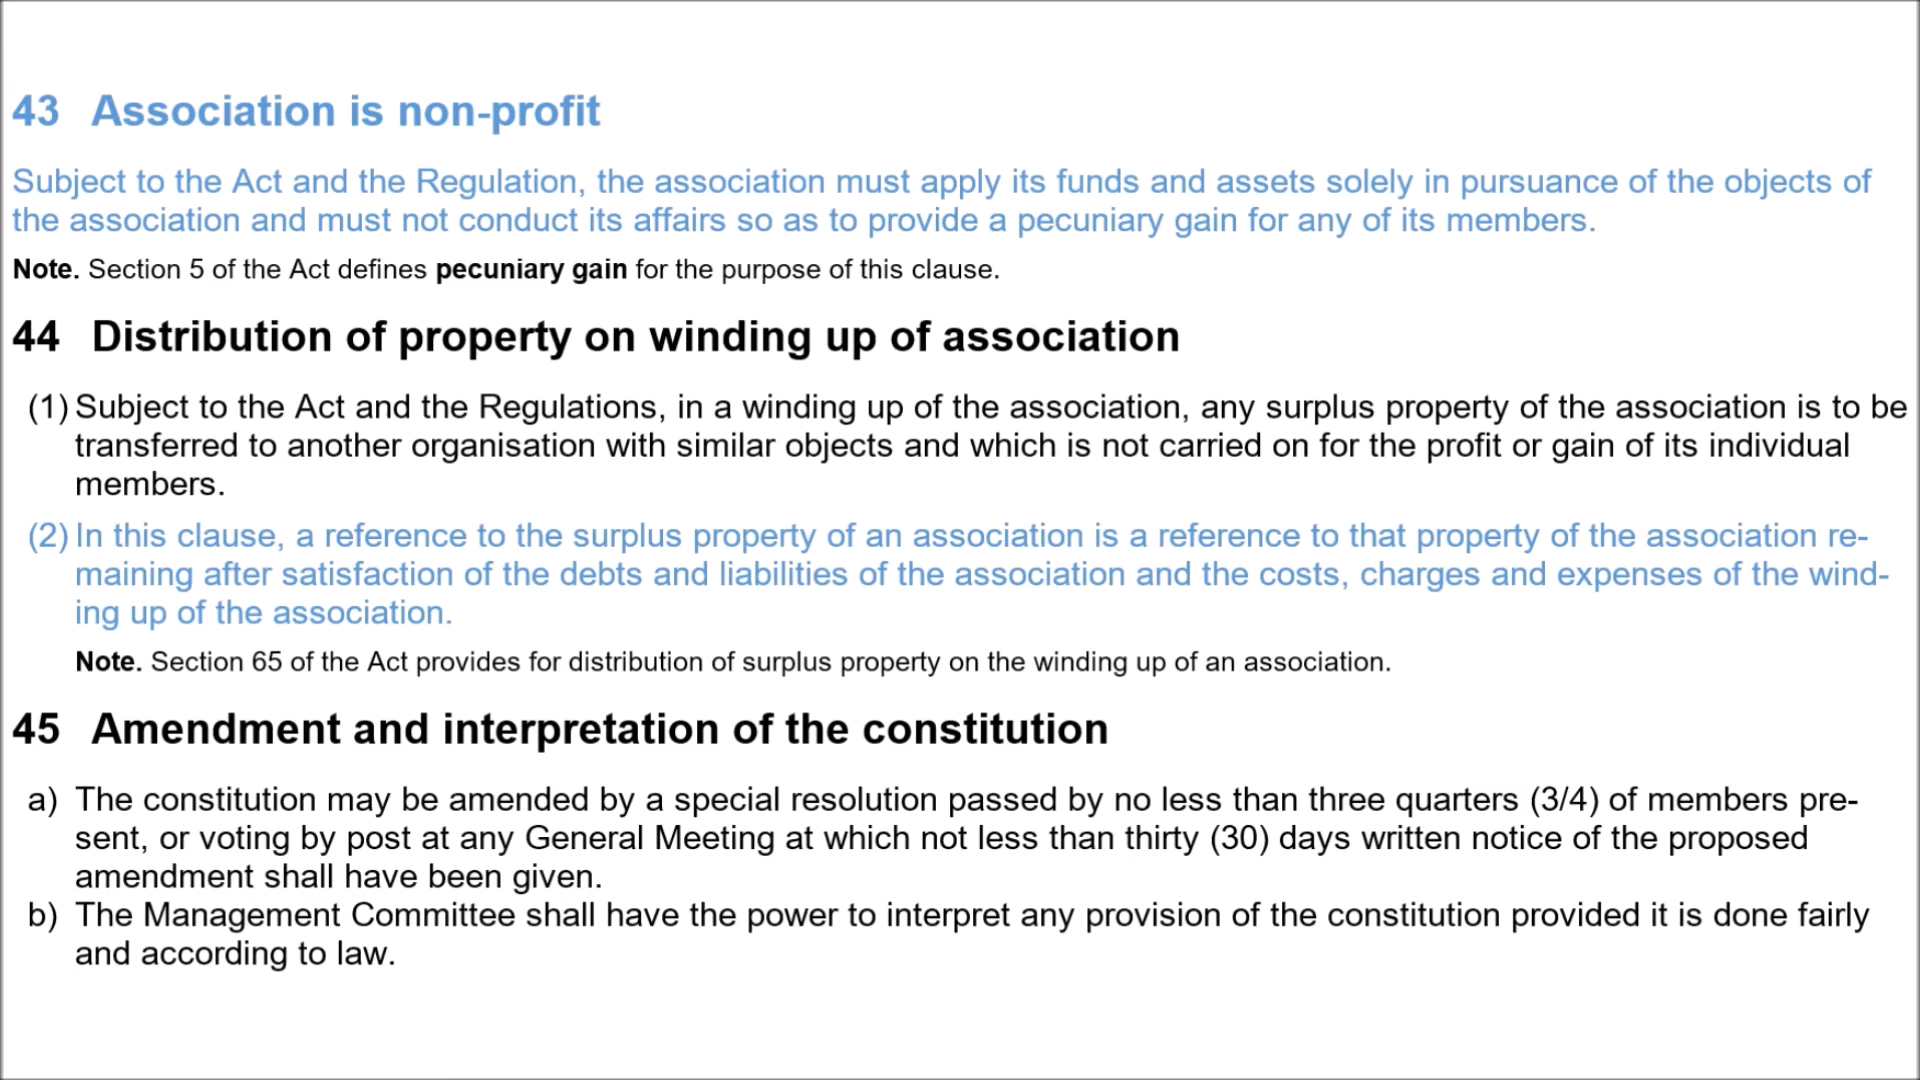 43 Association is non-profit
Subject to the Act and the Regulation, the association must apply its funds and assets solely in pursuance of the objects of
the association and must not conduct its affairs so as to provide a pecuniary gain for any of its members.
Note. Section 5 of the Act defines pecuniary gain for the purpose of this clause.
44 Distribution of property on winding up of association
(1) Subject to the Act and the Regulations, in a winding up of the association, any surplus property of the association is to be
transferred to another organisation with similar objects and which is not carried on for the profit or gain of its individual
members.
(2) In this clause, a reference to the surplus property of an association is a reference to that property of the association re-
maining after satisfaction of the debts and liabilities of the association and the costs, charges and expenses of the wind-
ing up of the association.
Note. Section 65 of the Act provides for distribution of surplus property on the winding up of an association.
45 Amendment and interpretation of the constitution
a) The constitution may be amended by a special resolution passed by no less than three quarters (3/4) of members pre-
sent, or voting by post at any General Meeting at which not less than thirty (30) days written notice of the proposed
amendment shall have been given.
b) The Management Committee shall have the power to interpret any provision of the constitution provided it is done fairly
and according to law.